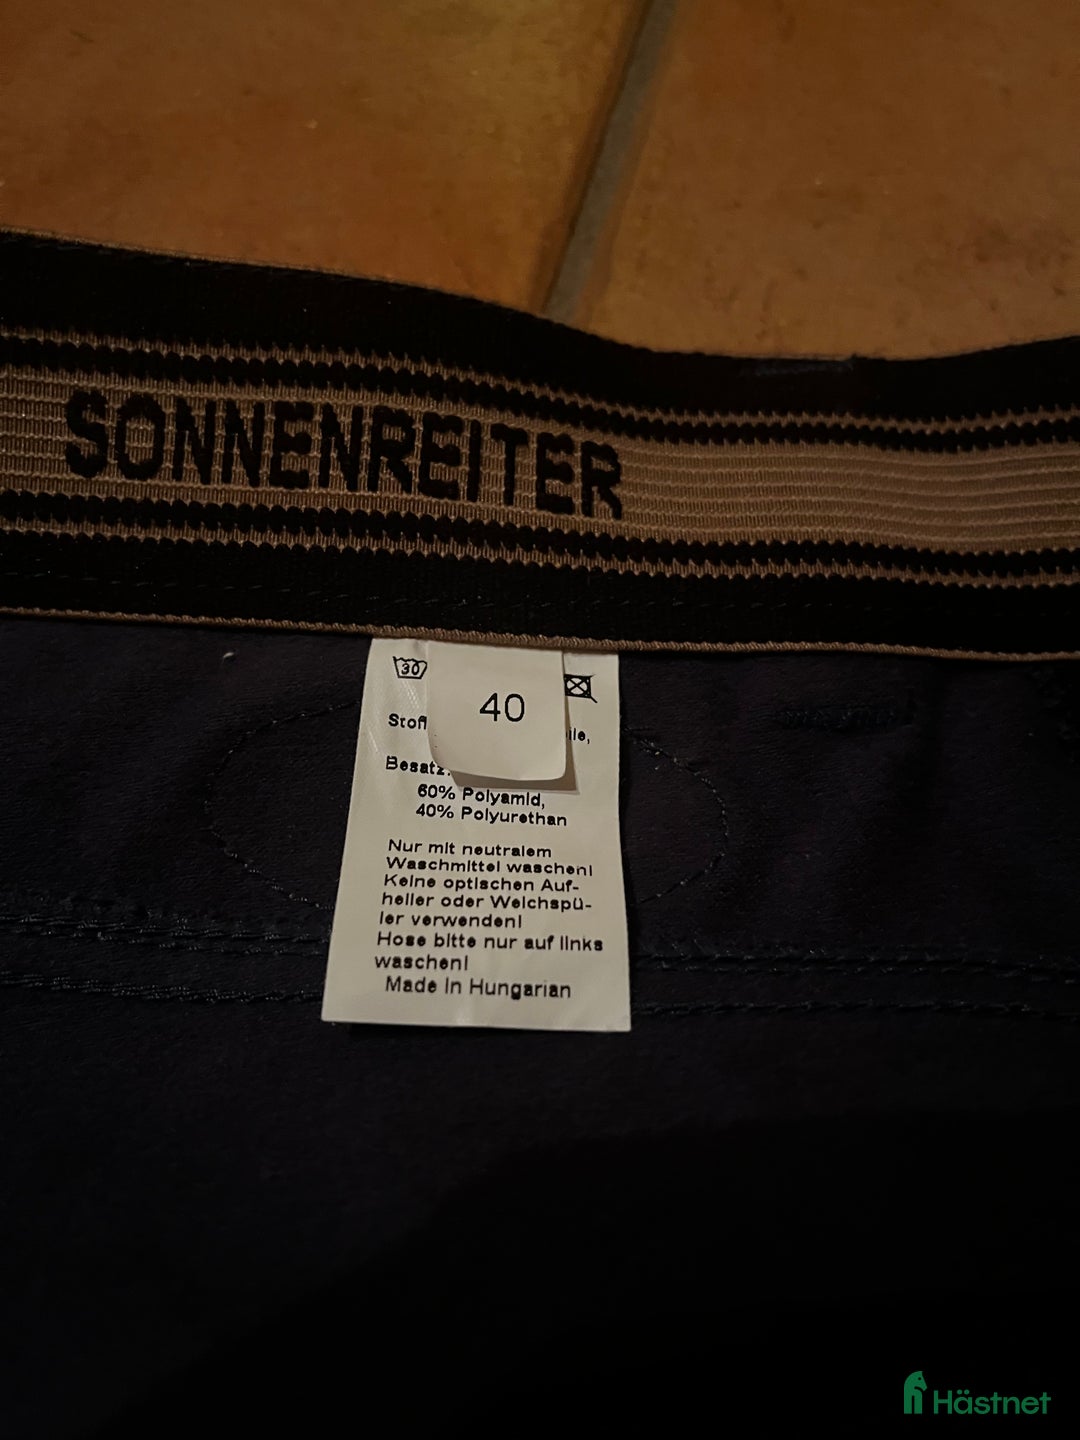 SONNENREITER
30
40
Stoff
Besatz:
60% Polyamid,
40% Polyurethan
Nur mit neutralem
Waschmittel waschen!
Keine optischen Auf-
heller oder Weichspü-
ler verwenden!
Hose bitte nur auf links
waschen!
Made in Hungarian
Hästnet